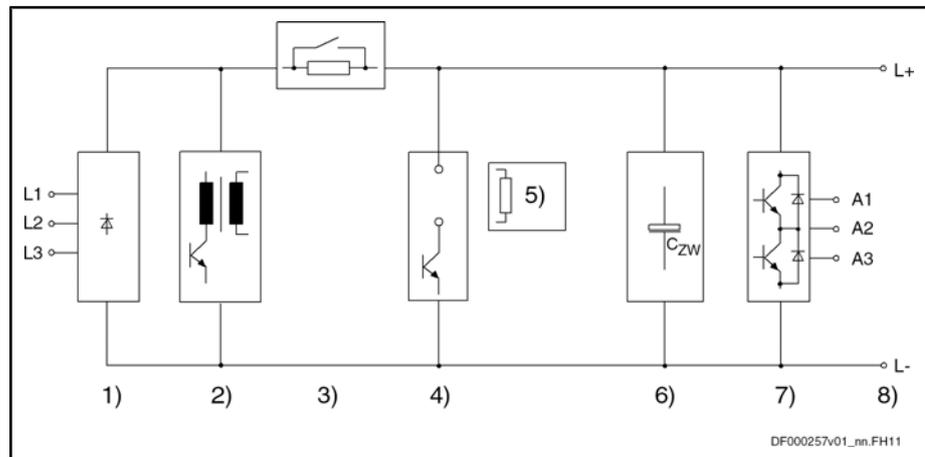 L+
L1
L2
L3
5)
C_ZW
A1
A2
A3
L-
1)
2)
3)
4)
6)
7)
8)
DF000257v01_nn.FH11